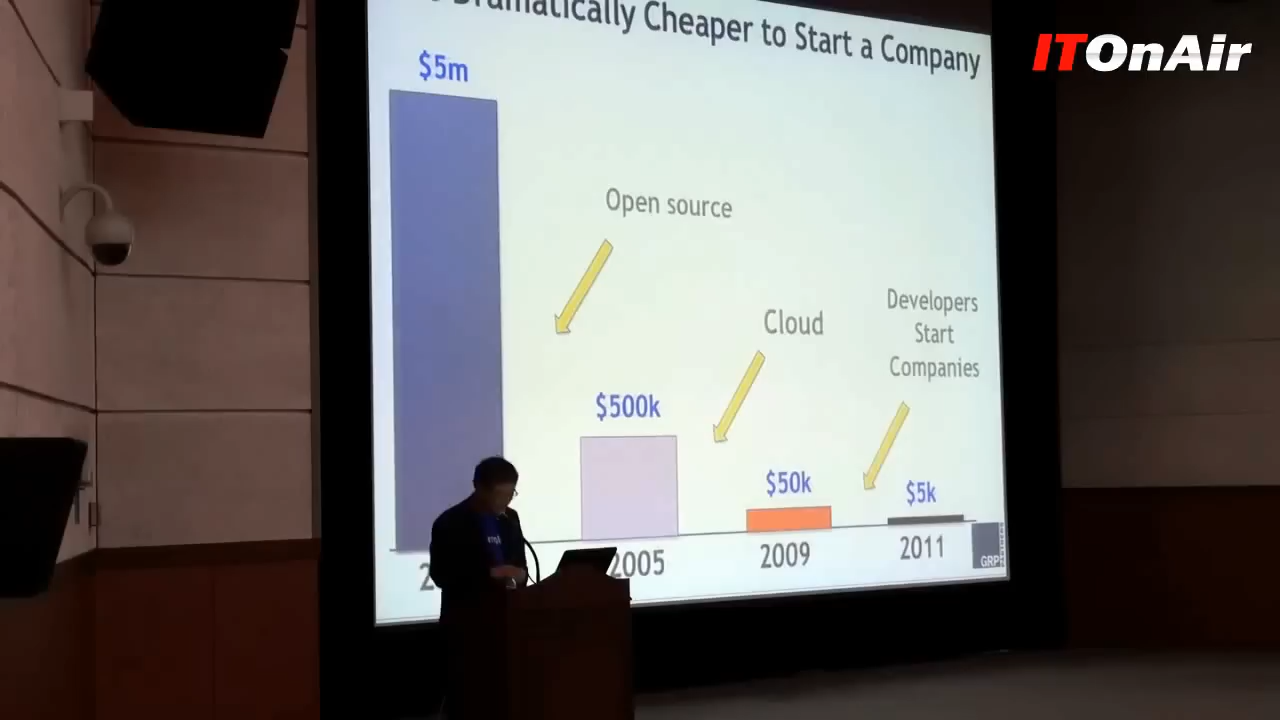 ITOnAir
Dramatically Cheaper to Start a Company
$5m
Open source
Cloud
Developers
Start
Companies
$500k
$50k
$5k
2005
2009
2011
GRP